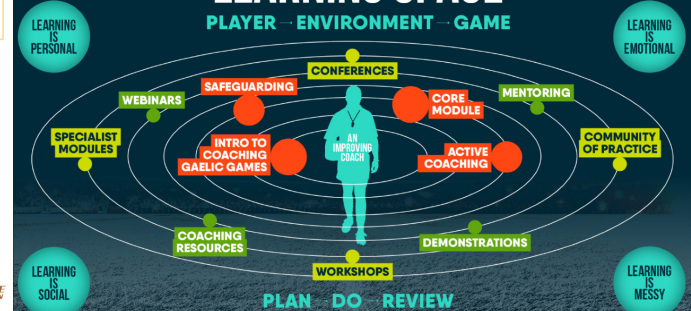 LEARNING SPACE
PLAYER → ENVIRONMENT → GAME
LEARNING
IS
PERSONAL
LEARNING
IS
EMOTIONAL
CONFERENCES
SAFEGUARDING
MENTORING
WEBINARS
CORE
MODULE
SPECIALIST
MODULES
INTRO TO
COACHING
GAELIC GAMES
AN
IMPROVING
COACH
ACTIVE
COACHING
COMMUNITY
OF PRACTICE
COACHING
RESOURCES
DEMONSTRATIONS
WORKSHOPS
LEARNING
IS
SOCIAL
LEARNING
IS
MESSY
PLAN DO REVIEW